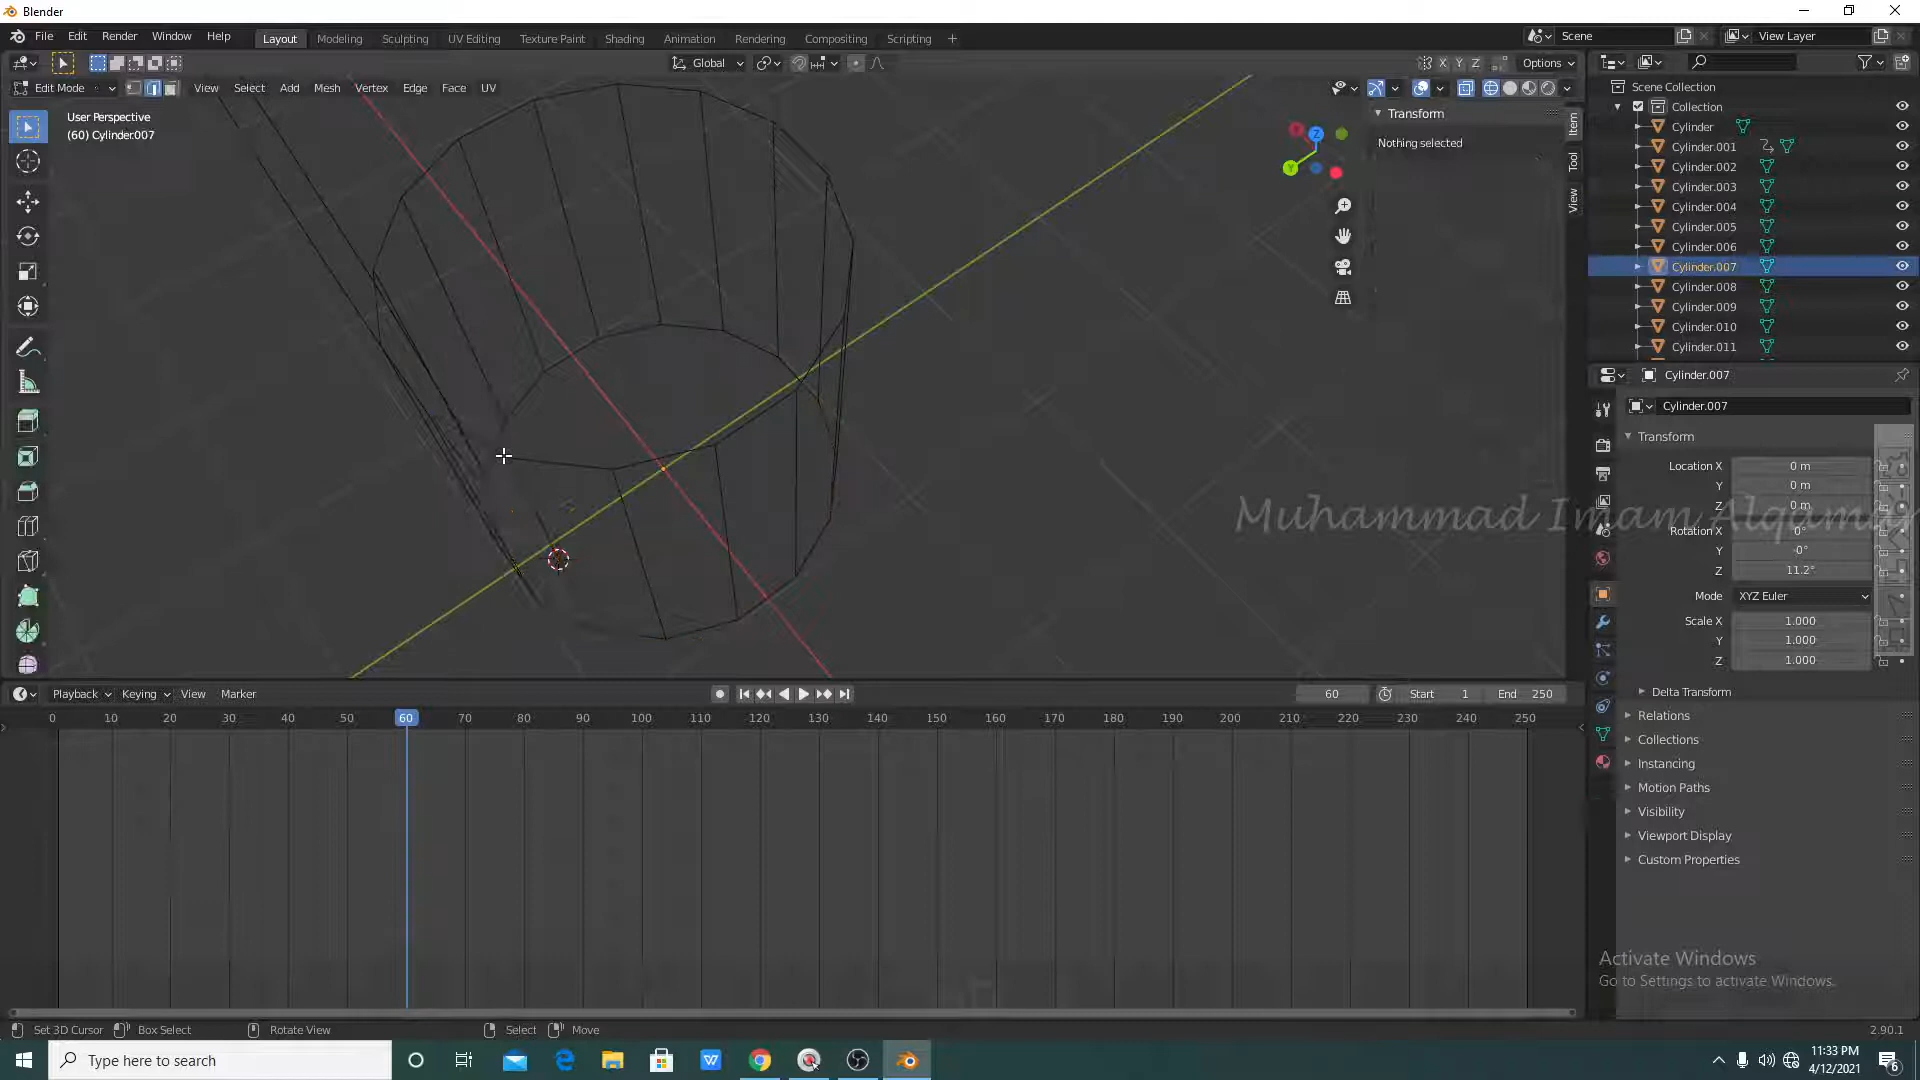 Blender
File Edit Render Window Help Layout Modeling Sculpting UV Editing Texture Paint Shading Animation Rendering Compositing Scripting + Scene View Layer
Global X Y Z Options
Edit Mode View Select Add Mesh Vertex Edge Face UV
User Perspective
(60) Cylinder.007
Transform
Nothing selected
Item
Tool
View
Z
Y
Scene Collection
Collection
Cylinder
Cylinder.001
Cylinder.002
Cylinder.003
Cylinder.004
Cylinder.005
Cylinder.006
Cylinder.007
Cylinder.008
Cylinder.009
Cylinder.010
Cylinder.011
Cylinder.007
Cylinder.007
Transform
Location X 0 m
Y 0 m
Z 0 m
Muhammad Imam
Rotation X 0°
Y -0°
Z 11.2°
Mode XYZ Euler
Scale X 1.000
Y 1.000
Z 1.000
Delta Transform
Relations
Collections
Instancing
Motion Paths
Visibility
Viewport Display
Custom Properties
Playback Keying View Marker 60 Start 1 End 250
0 10 20 30 40 50 60 70 80 90 100 110 120 130 140 150 160 170 180 190 200 210 220 230 240 250
Activate Windows
Go to Settings to activate Windows.
Set 3D Cursor Box Select Rotate View Select Move 2.90.1
Type here to search
11:33 PM
4/12/2021
6